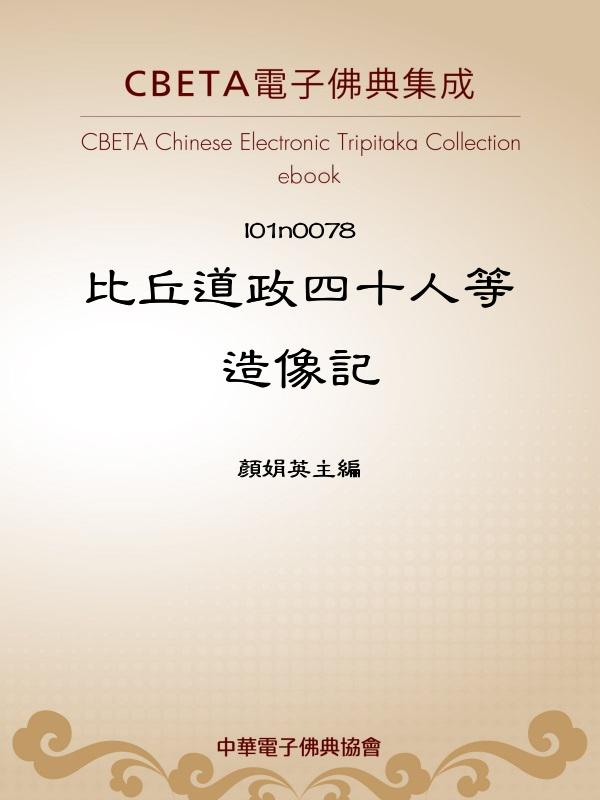 CBETA電子佛典集成
CBETA Chinese Electronic Tripitaka Collection
ebook
I01n0078
比丘道政四十人等
造像記
顏娟英主編
中華電子佛典協會